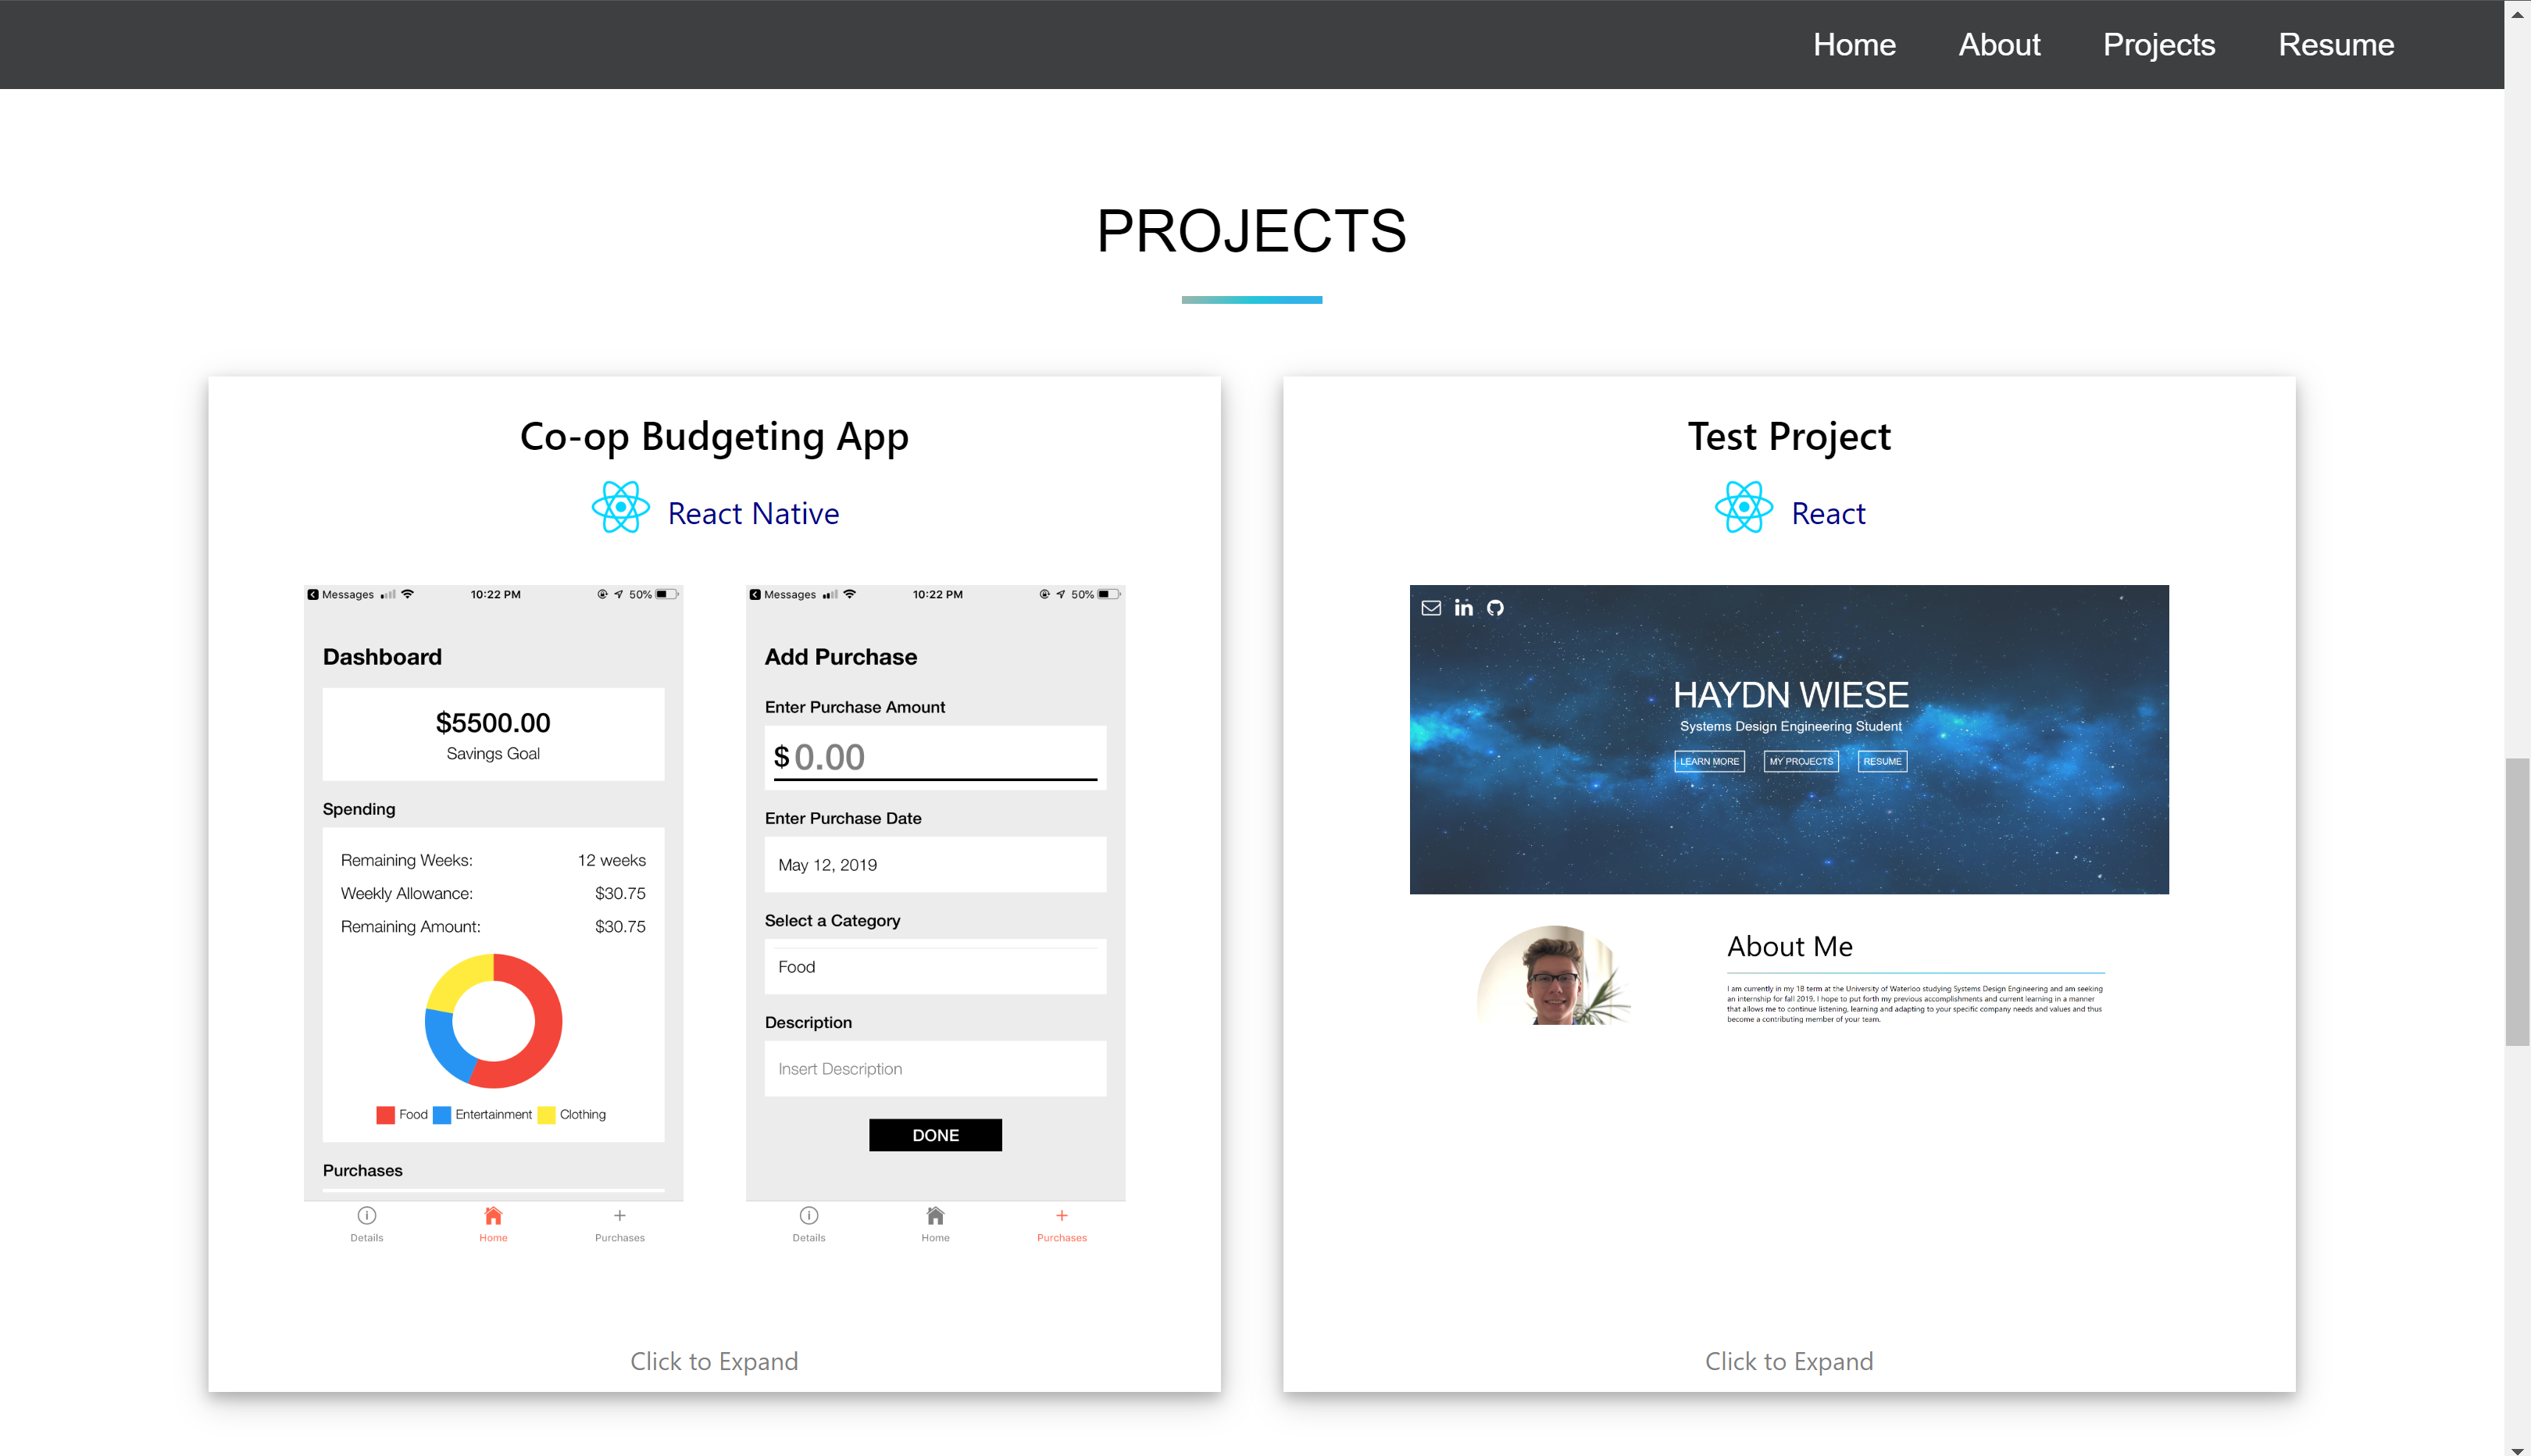 Home About Projects Resume
PROJECTS
Co-op Budgeting App
React Native
Messages 10:22 PM 50%
Dashboard
$5500.00
Savings Goal
Spending
Remaining Weeks: 12 weeks
Weekly Allowance: $30.75
Remaining Amount: $30.75
Food Entertainment Clothing
Purchases
Details Home Purchases
Messages 10:22 PM 50%
Add Purchase
Enter Purchase Amount
$ 0.00
Enter Purchase Date
May 12, 2019
Select a Category
Food
Description
Insert Description
DONE
Details Home Purchases
Click to Expand
Test Project
React
in
HAYDN WIESE
Systems Design Engineering Student
LEARN MORE MY PROJECTS RESUME
About Me
I am currently in my 1B term at the University of Waterloo studying Systems Design Engineering and am seeking
an internship for fall 2019. I hope to put forth my previous accomplishments and current learning in a manner
that allows me to continue listening, learning and adapting to your specific company needs and values and thus
become a contributing member of your team.
Click to Expand